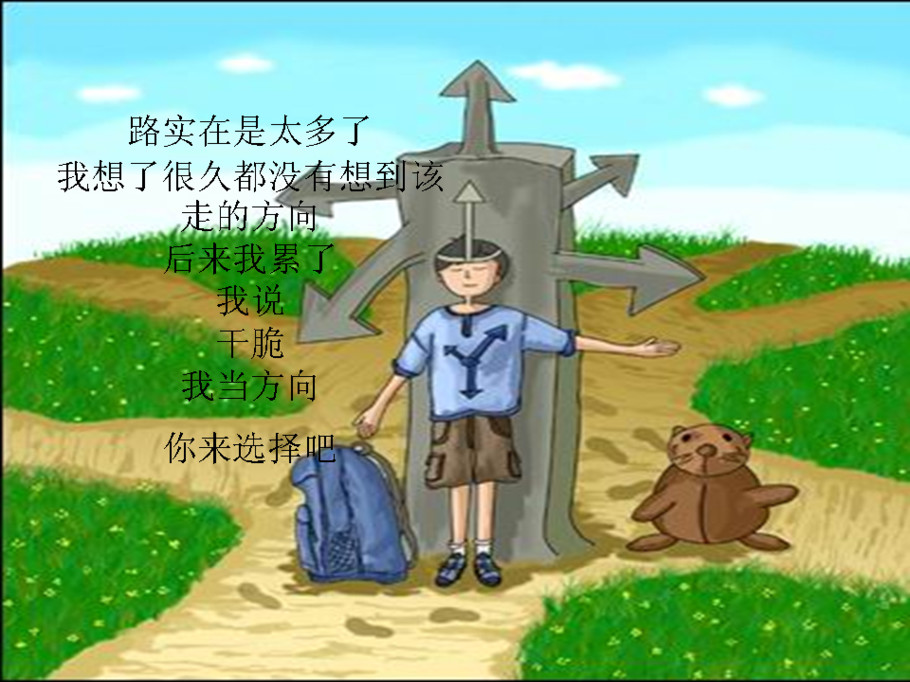 路实在是太多了
我想了很久都没有想到该
走的方向
后来我累了
我说
干脆
我当方向
你来选择吧